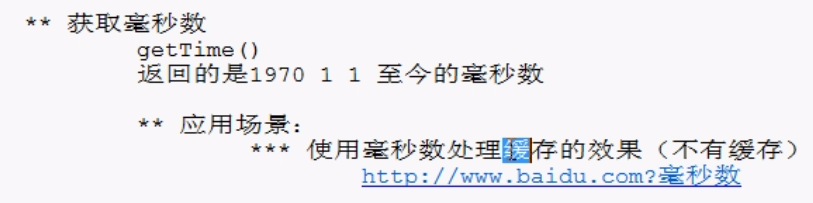 ** 获取毫秒数
getTime()
返回的是1970 1 1 至今的毫秒数
** 应用场景：
*** 使用毫秒数处理缓存的效果（不有缓存）
http://www.baidu.com?毫秒数